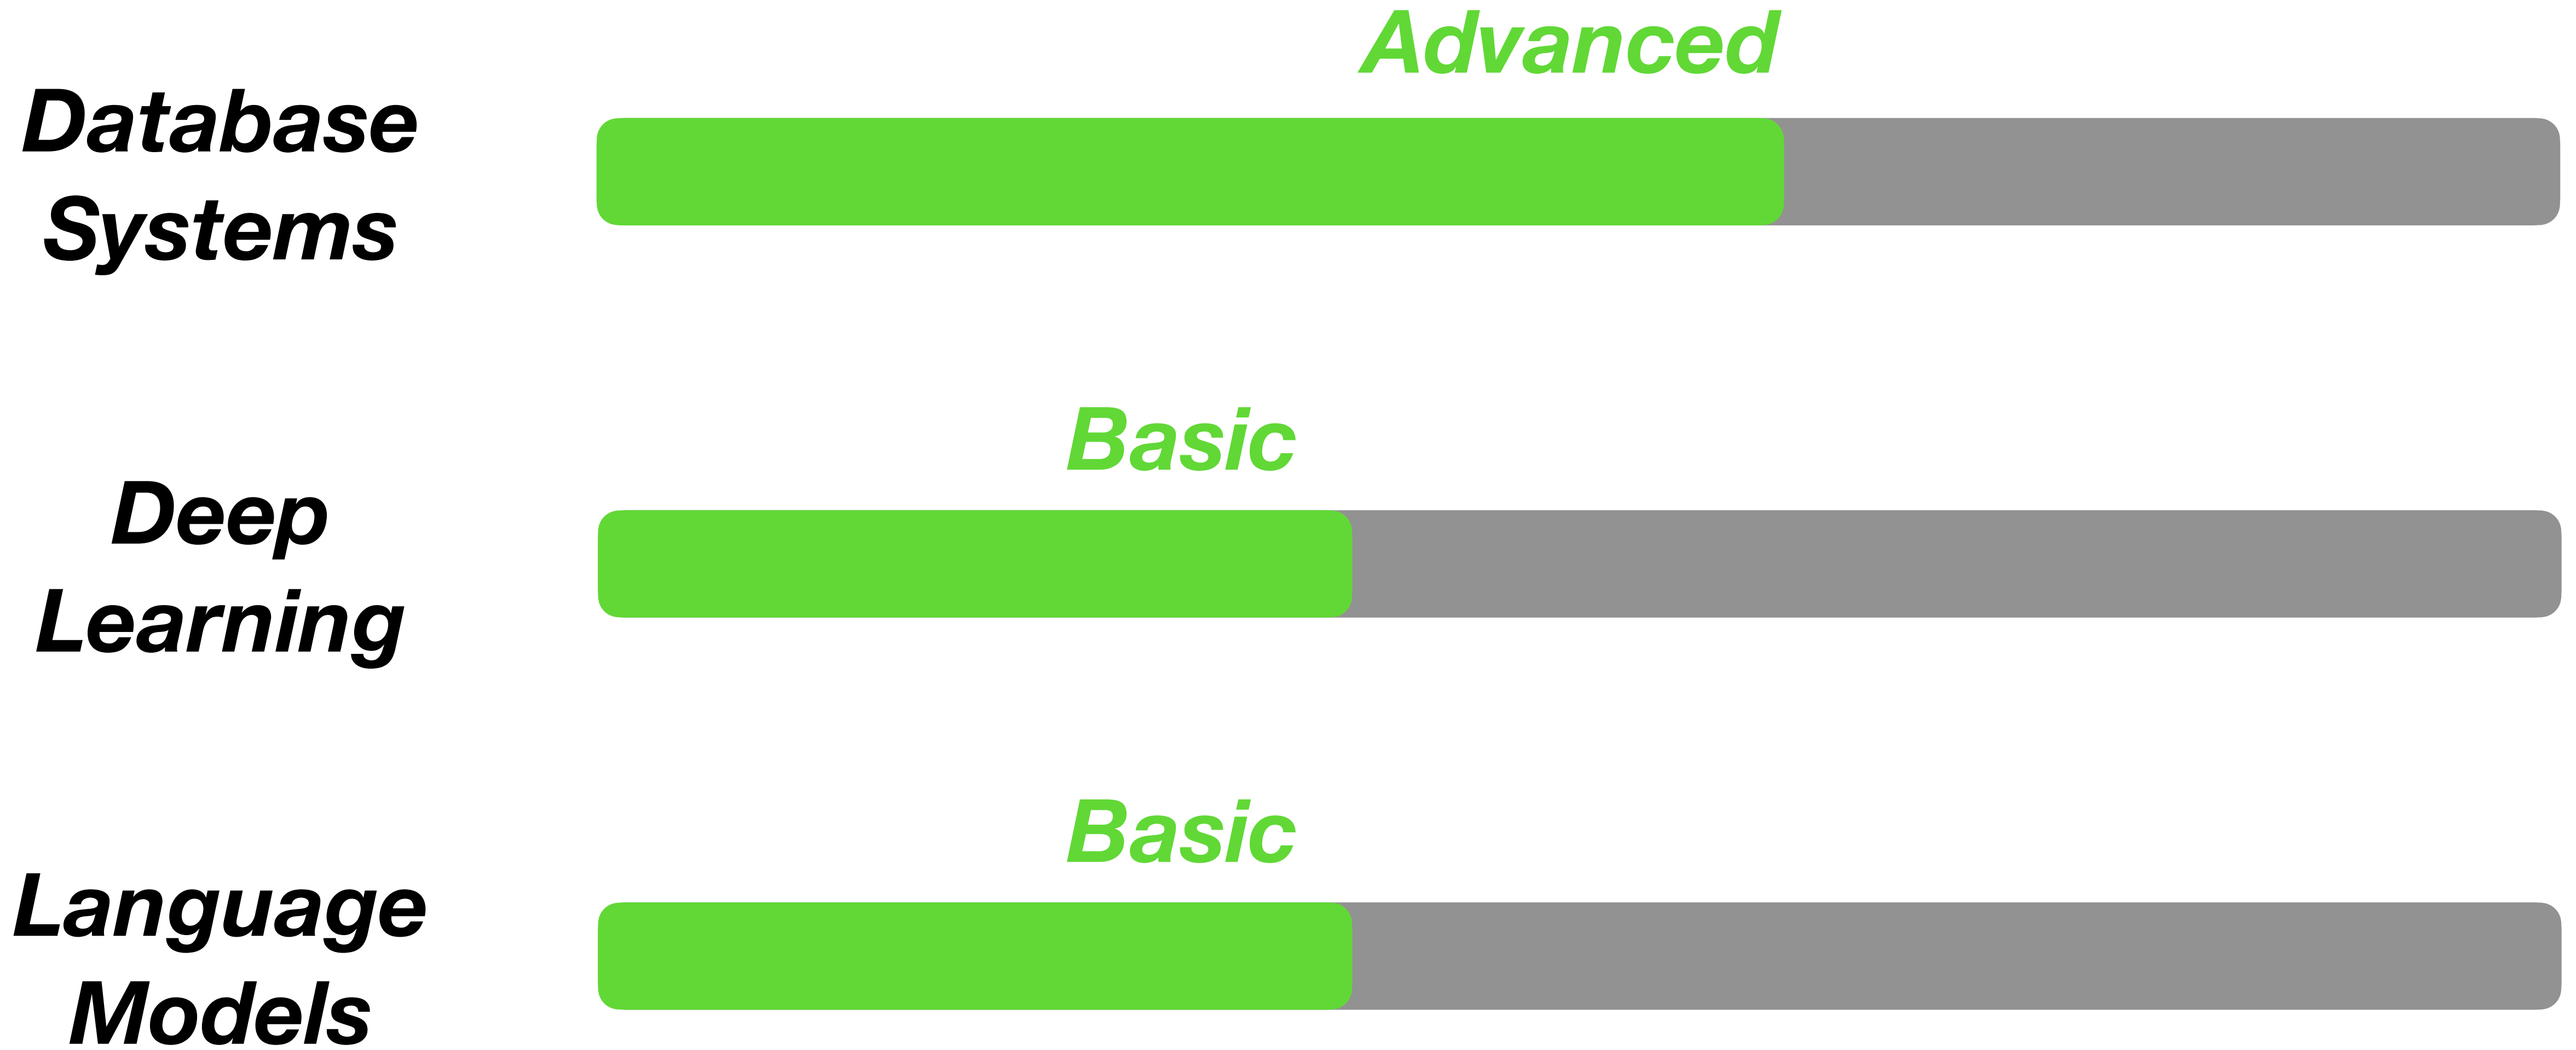 Advanced
Database
Systems
Basic
Deep
Learning
Basic
Language
Models